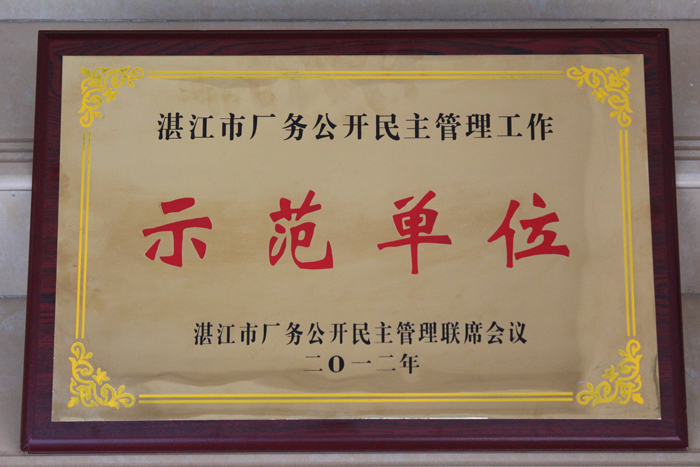 湛江市厂务公开民主管理工作
示范单位
湛江市厂务公开民主管理联席会议
二〇一二年